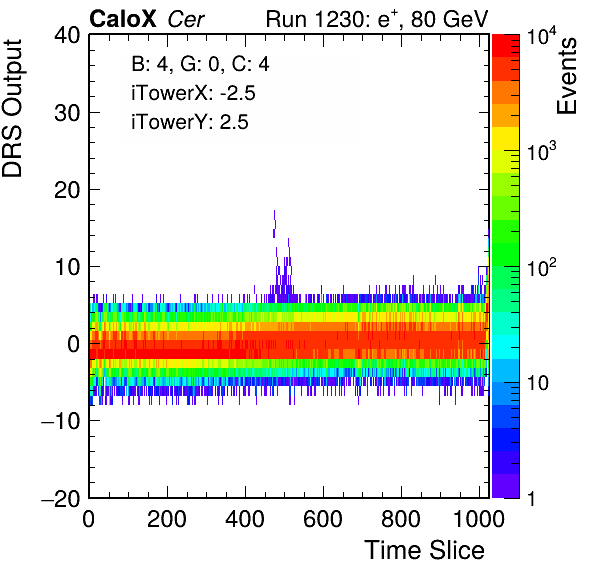 CaloX Cer Run 1230: e⁺, 80 GeV
B: 4, G: 0, C: 4
iTowerX: -2.5
iTowerY: 2.5
DRS Output
40
30
20
10
0
−10
−20
0 200 400 600 800 1000
Time Slice
10⁴
10³
10²
10
1
Events